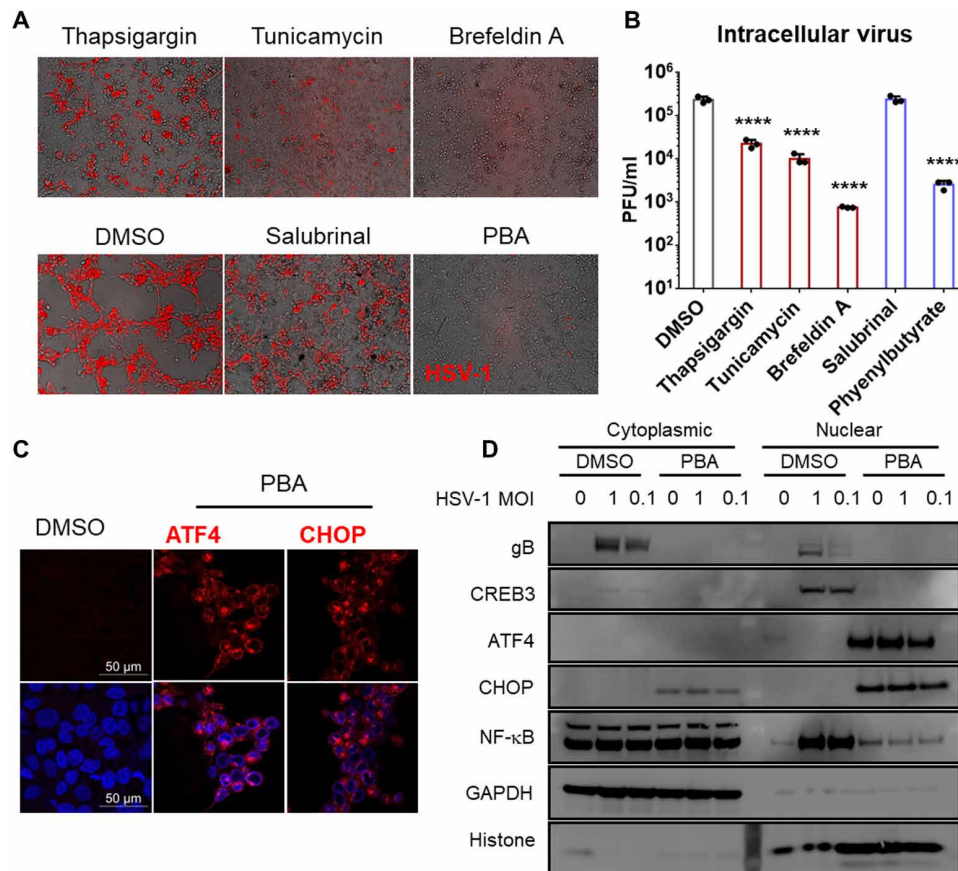 A
Thapsigargin Tunicamycin Brefeldin A
DMSO Salubrinal PBA
HSV-1
B
Intracellular virus
PFU/ml
10⁶
10⁵
10⁴
10³
10²
10¹
**** **** **** ****
DMSO
Thapsigargin
Tunicamycin
Brefeldin A
Salubrinal
Phyenylbutyrate
C
PBA
DMSO ATF4 CHOP
50 µm
50 µm
D
Cytoplasmic Nuclear
DMSO PBA DMSO PBA
HSV-1 MOI 0 1 0.1 0 1 0.1 0 1 0.1 0 1 0.1
gB
CREB3
ATF4
CHOP
NF-κB
GAPDH
Histone